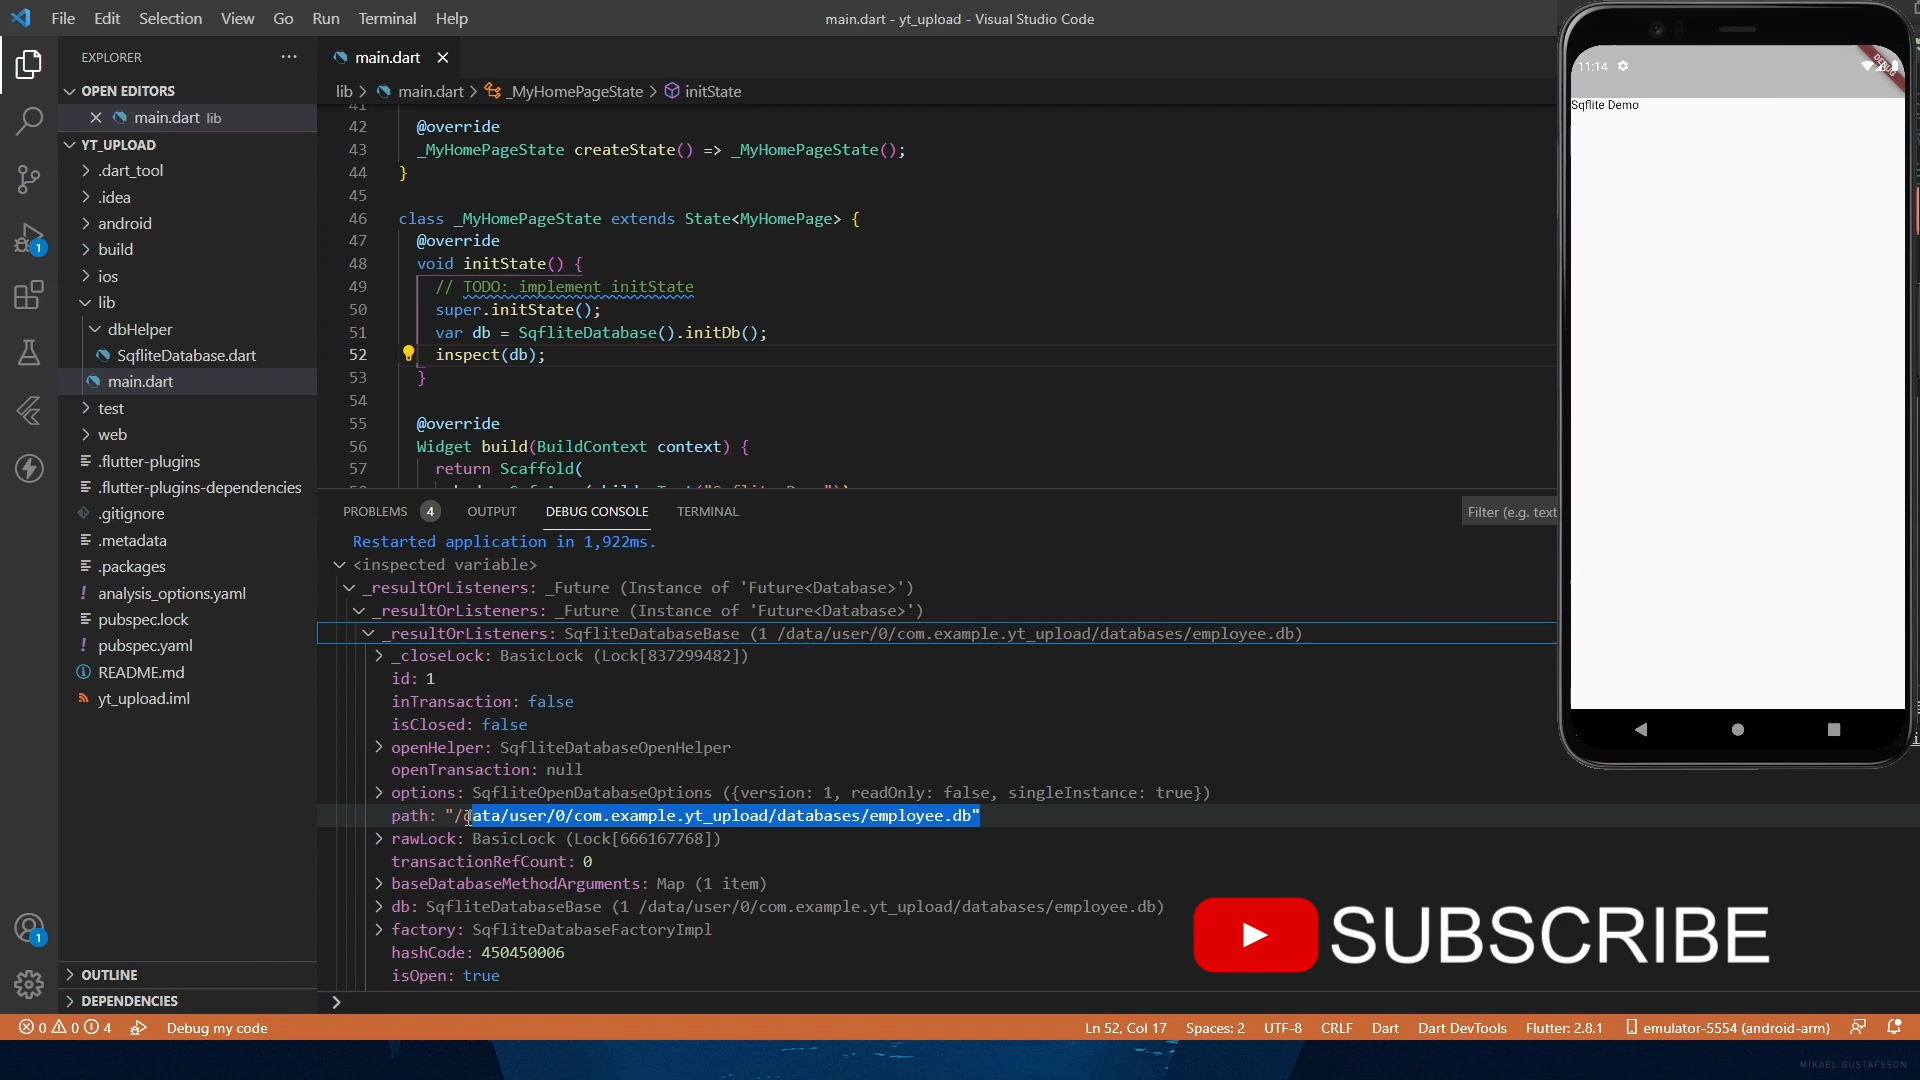 File Edit Selection View Go Run Terminal Help
main.dart - yt_upload - Visual Studio Code
EXPLORER
OPEN EDITORS
main.dart lib
YT_UPLOAD
.dart_tool
.idea
android
build
ios
lib
dbHelper
SqfliteDatabase.dart
main.dart
test
web
.flutter-plugins
.flutter-plugins-dependencies
.gitignore
.metadata
.packages
analysis_options.yaml
pubspec.lock
pubspec.yaml
README.md
yt_upload.iml
OUTLINE
DEPENDENCIES
main.dart
lib > main.dart > _MyHomePageState > initState
41
42 @override
43 _MyHomePageState createState() => _MyHomePageState();
44 }
45
46 class _MyHomePageState extends State<MyHomePage> {
47 @override
48 void initState() {
49 // TODO: implement initState
50 super.initState();
51 var db = SqfliteDatabase().initDb();
52 inspect(db);
53 }
54
55 @override
56 Widget build(BuildContext context) {
57 return Scaffold(
PROBLEMS 4 OUTPUT DEBUG CONSOLE TERMINAL
Filter (e.g. text
Restarted application in 1,922ms.
<inspected variable>
_resultOrListeners: _Future (Instance of 'Future<Database>')
_resultOrListeners: _Future (Instance of 'Future<Database>')
_resultOrListeners: SqfliteDatabaseBase (1 /data/user/0/com.example.yt_upload/databases/employee.db)
_closeLock: BasicLock (Lock[837299482])
id: 1
inTransaction: false
isClosed: false
openHelper: SqfliteDatabaseOpenHelper
openTransaction: null
options: SqfliteOpenDatabaseOptions ({version: 1, readOnly: false, singleInstance: true})
path: "/data/user/0/com.example.yt_upload/databases/employee.db"
rawLock: BasicLock (Lock[666167768])
transactionRefCount: 0
baseDatabaseMethodArguments: Map (1 item)
db: SqfliteDatabaseBase (1 /data/user/0/com.example.yt_upload/databases/employee.db)
factory: SqfliteDatabaseFactoryImpl
hashCode: 450450006
isOpen: true
11:14
DEBUG
Sqflite Demo
SUBSCRIBE
1
1
0 0 4 Debug my code
Ln 52, Col 17 Spaces: 2 UTF-8 CRLF Dart Dart DevTools Flutter: 2.8.1 emulator-5554 (android-arm)
MIKAEL GUSTAFSSON